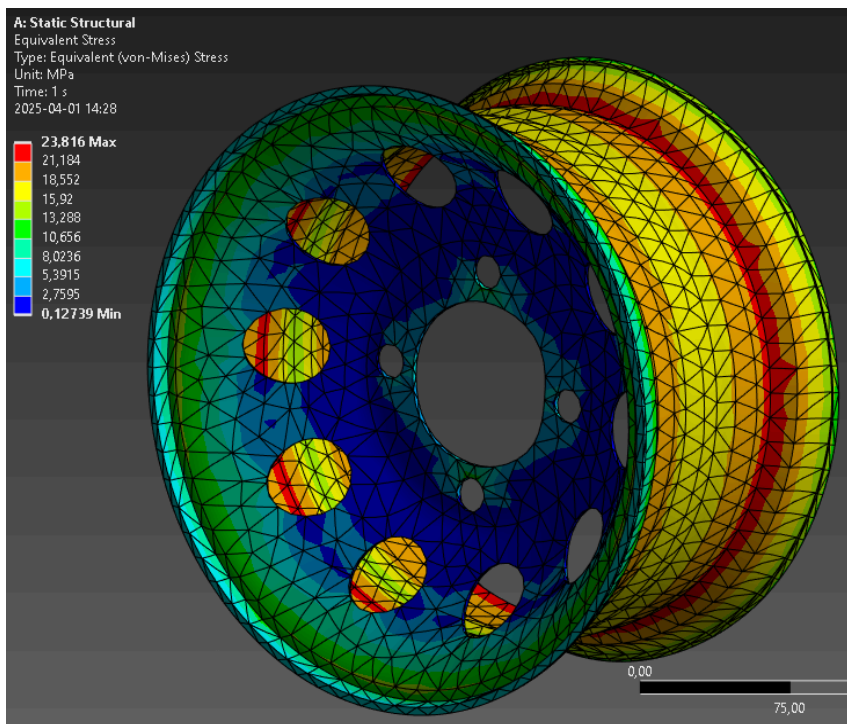 A: Static Structural
Equivalent Stress
Type: Equivalent (von-Mises) Stress
Unit: MPa
Time: 1 s
2025-04-01 14:28
23,816 Max
21,184
18,552
15,92
13,288
10,656
8,0236
5,3915
2,7595
0,12739 Min
0,00
75,00